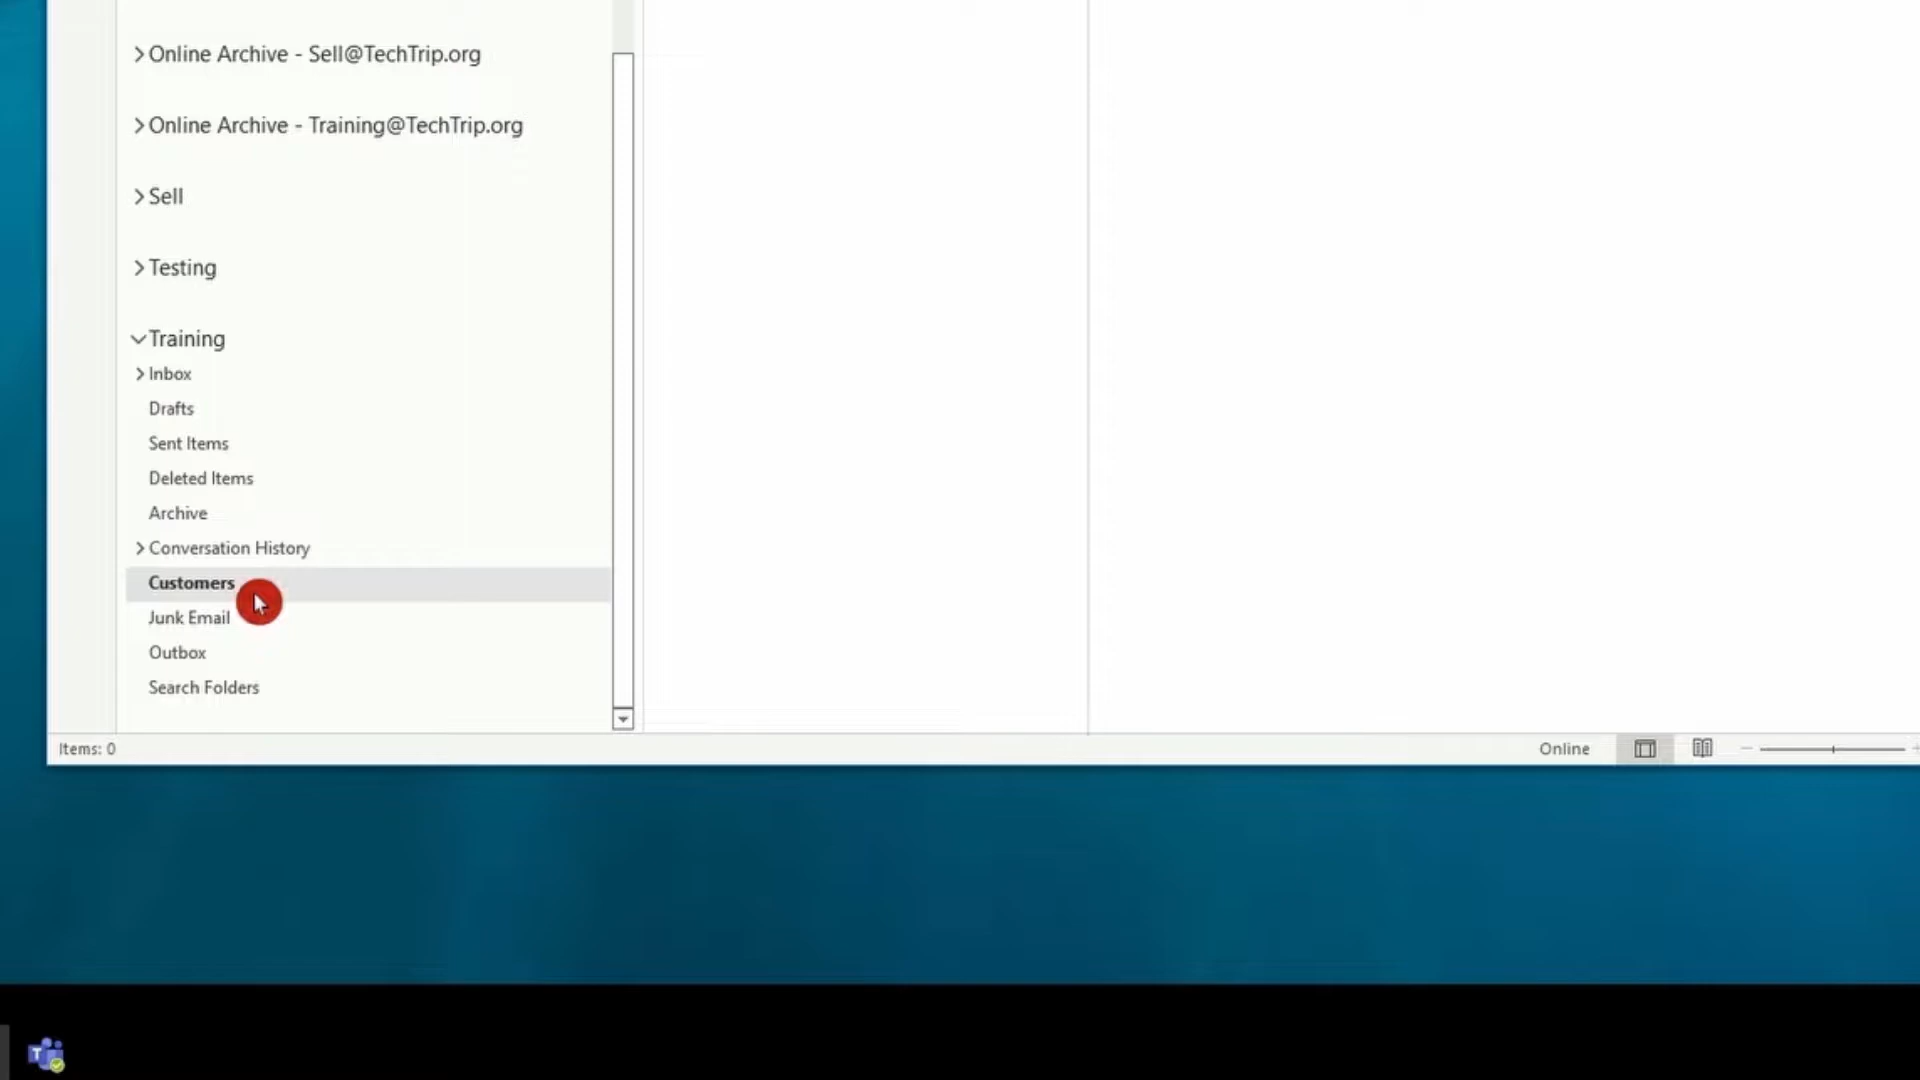 Online Archive - Sell@TechTrip.org
Online Archive - Training@TechTrip.org
Sell
Testing
Training
Inbox
Drafts
Sent Items
Deleted Items
Archive
Conversation History
Customers
Junk Email
Outbox
Search Folders
Items: 0
Online
T